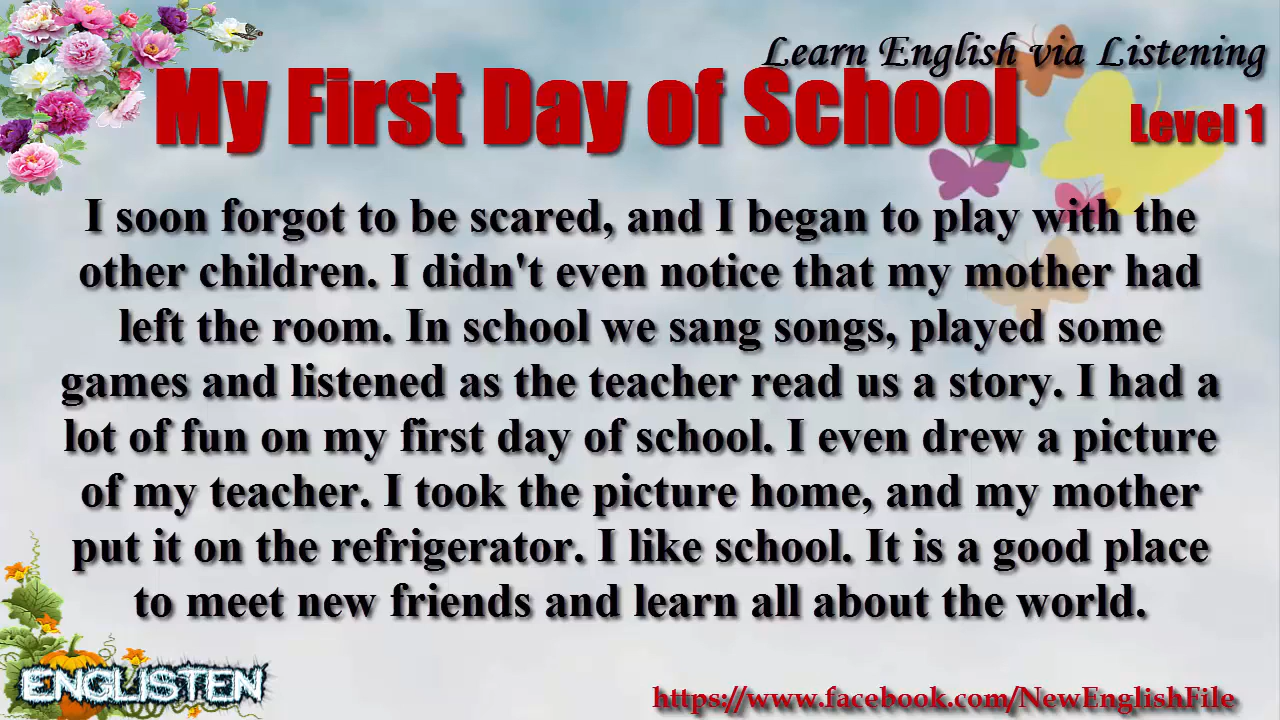 Learn English via Listening
My First Day of School
Level 1
I soon forgot to be scared, and I began to play with the
other children. I didn't even notice that my mother had
left the room. In school we sang songs, played some
games and listened as the teacher read us a story. I had a
lot of fun on my first day of school. I even drew a picture
of my teacher. I took the picture home, and my mother
put it on the refrigerator. I like school. It is a good place
to meet new friends and learn all about the world.
ENGLISTEN
https://www.facebook.com/NewEnglishFile